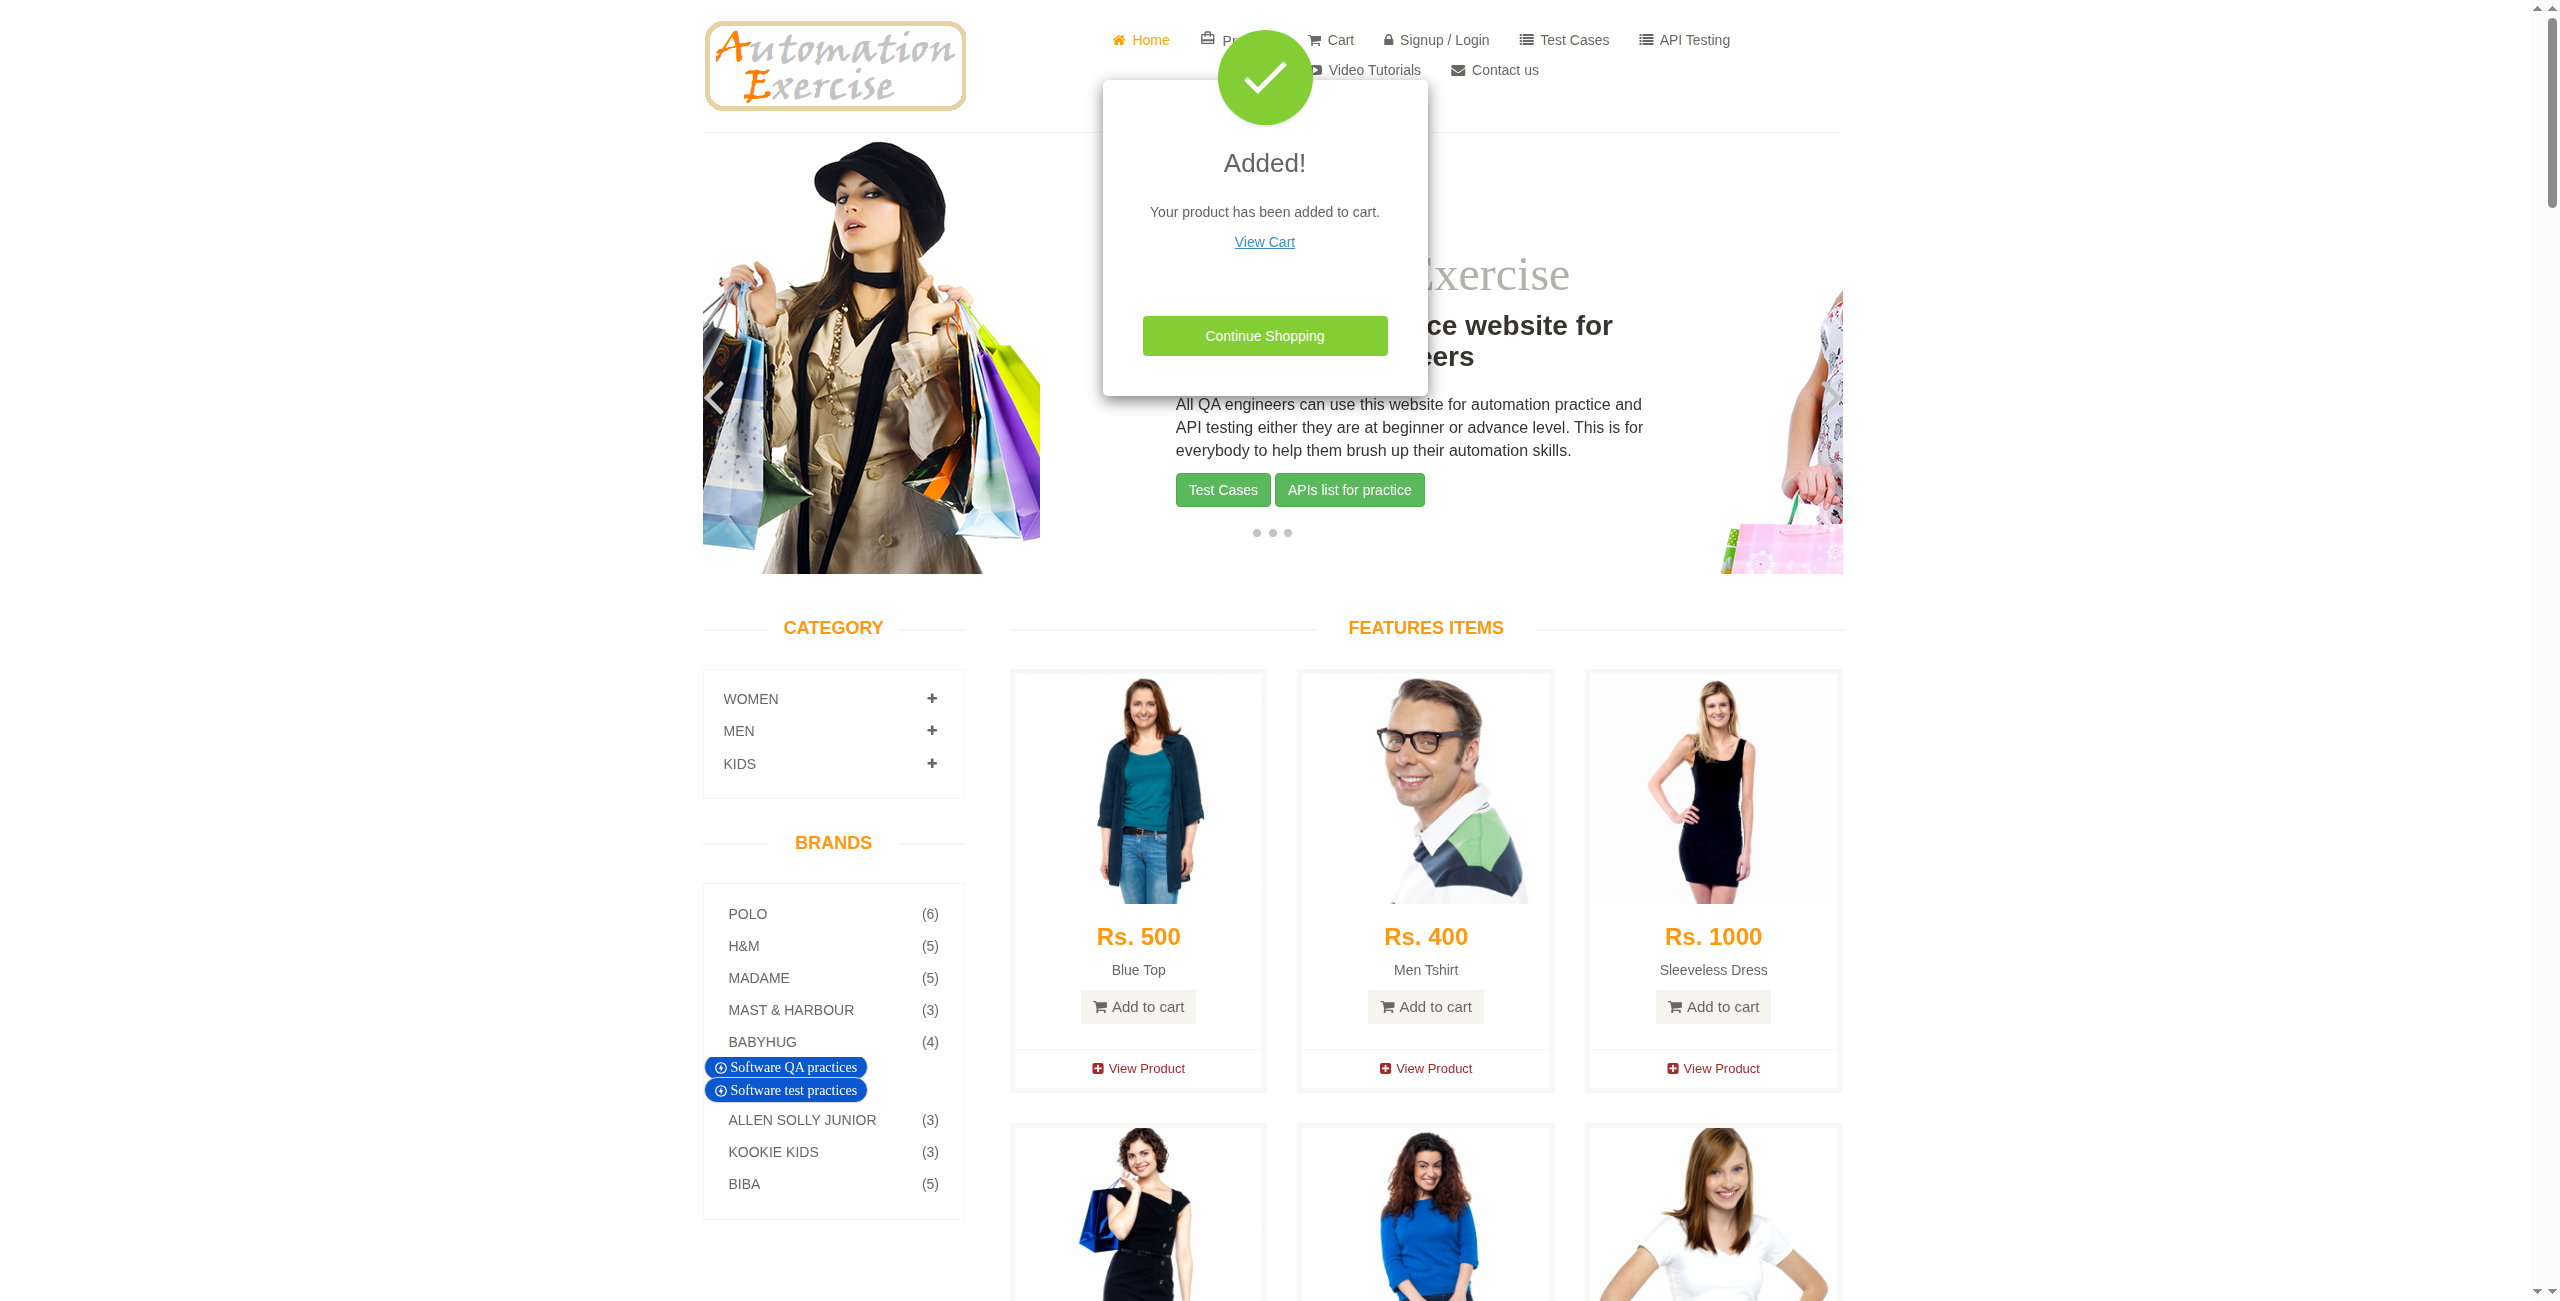 Automation
Exercise
Home
Cart
Signup / Login
Test Cases
API Testing
Video Tutorials
Contact us
Added!
Your product has been added to cart.
View Cart
Continue Shopping
Exercise
ce website for
eers
All QA engineers can use this website for automation practice and
API testing either they are at beginner or advance level. This is for
everybody to help them brush up their automation skills.
Test Cases
APIs list for practice
CATEGORY
WOMEN
MEN
KIDS
BRANDS
POLO (6)
H&M (5)
MADAME (5)
MAST & HARBOUR (3)
BABYHUG (4)
Software QA practices
Software test practices
ALLEN SOLLY JUNIOR (3)
KOOKIE KIDS (3)
BIBA (5)
FEATURES ITEMS
Rs. 500
Blue Top
Add to cart
View Product
Rs. 400
Men Tshirt
Add to cart
View Product
Rs. 1000
Sleeveless Dress
Add to cart
View Product